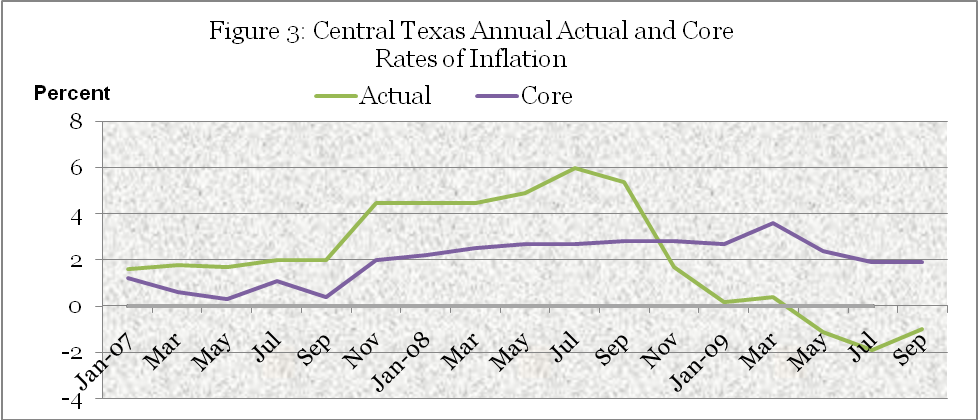 Figure 3: Central Texas Annual Actual and Core
Rates of Inflation
Percent
Actual Core
8
6
4
2
0
-2
-4
Jan-07 Mar May Jul Sep Nov Jan-08 Mar May Jul Sep Nov Jan-09 Mar May Jul Sep